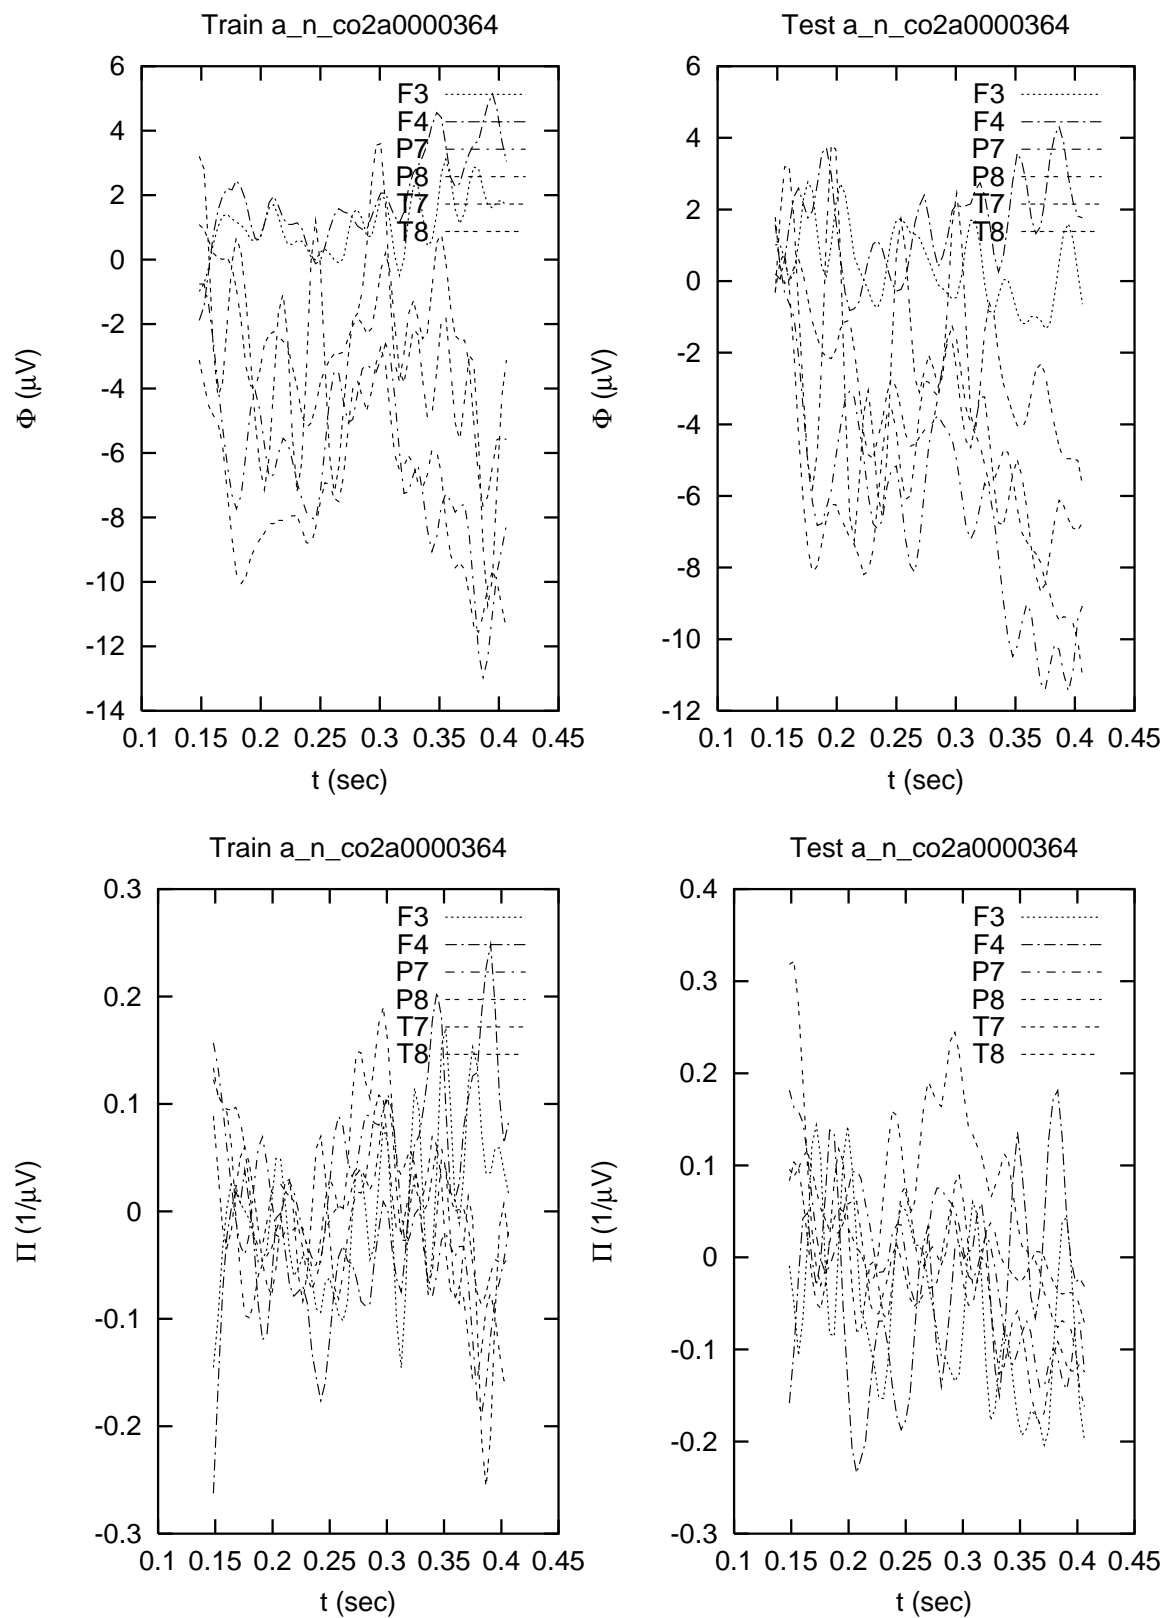 Train a_n_co2a0000364
6
4
2
0
-2
-4
-6
-8
-10
-12
-14
0.1 0.15 0.2 0.25 0.3 0.35 0.4 0.45
Φ (μV)
t (sec)
F3
F4
P7
P8
T7
T8
Test a_n_co2a0000364
6
4
2
0
-2
-4
-6
-8
-10
-12
0.1 0.15 0.2 0.25 0.3 0.35 0.4 0.45
Φ (μV)
t (sec)
F3
F4
P7
P8
T7
T8
Train a_n_co2a0000364
0.3
0.2
0.1
0
-0.1
-0.2
-0.3
0.1 0.15 0.2 0.25 0.3 0.35 0.4 0.45
Π (1/μV)
t (sec)
F3
F4
P7
P8
T7
T8
Test a_n_co2a0000364
0.4
0.3
0.2
0.1
0
-0.1
-0.2
-0.3
0.1 0.15 0.2 0.25 0.3 0.35 0.4 0.45
Π (1/μV)
t (sec)
F3
F4
P7
P8
T7
T8